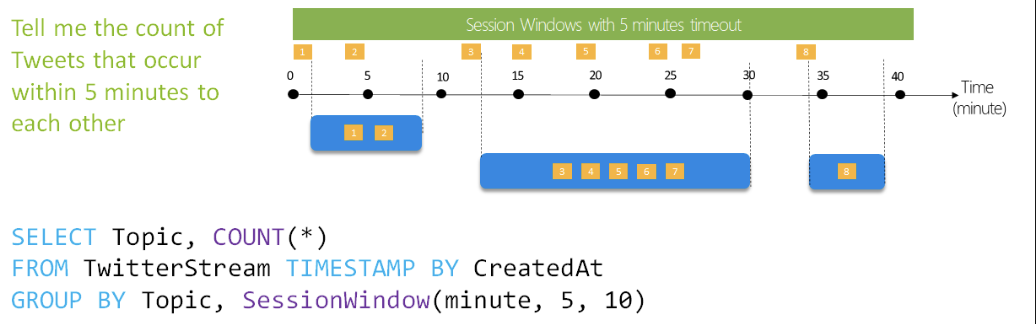 Tell me the count of
Tweets that occur
within 5 minutes to
each other
Session Windows with 5 minutes timeout
1 2 3 4 5 6 7 8
0 5 10 15 20 25 30 35 40
Time
(minute)
1 2
3 4 5 6 7
8
SELECT Topic, COUNT(*)
FROM TwitterStream TIMESTAMP BY CreatedAt
GROUP BY Topic, SessionWindow(minute, 5, 10)